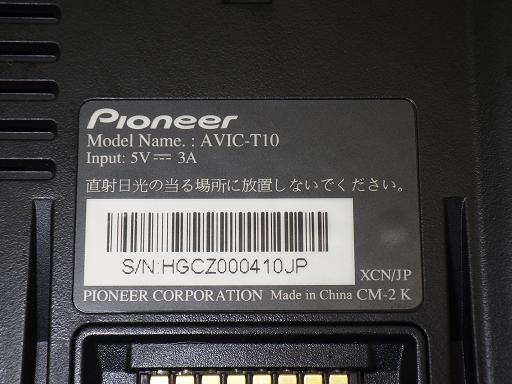 Pioneer
Model Name. : AVIC-T10
Input: 5V⎓ 3A
直射日光の当る場所に放置しないでください。
S/N:HGCZ000410JP
XCN/JP
PIONEER CORPORATION Made in China CM-2 K